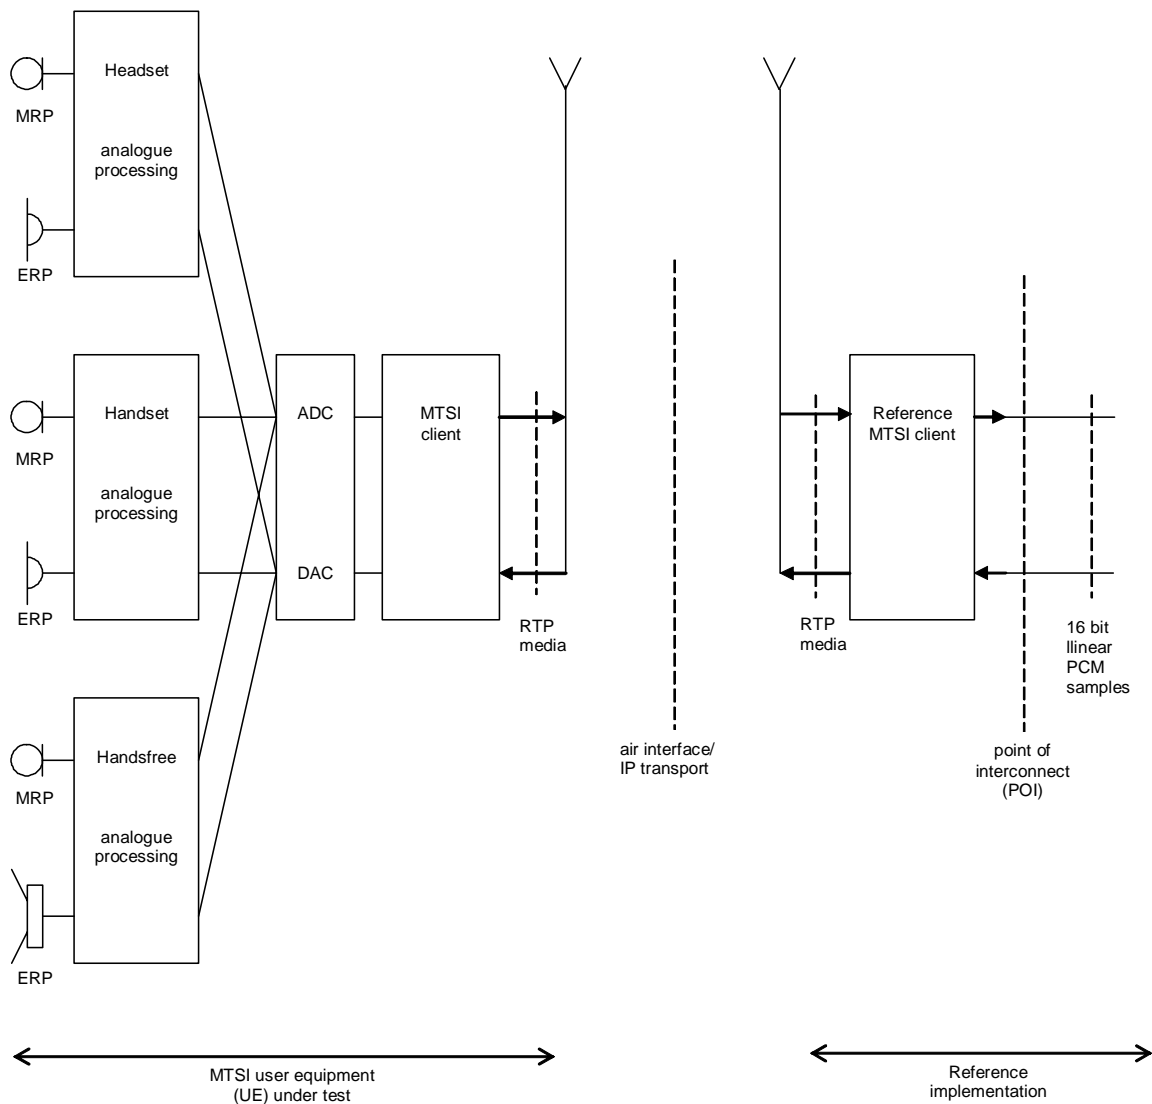 Headset
MRP
analogue
processing
ERP
Handset
MRP
analogue
processing
ERP
Handsfree
MRP
analogue
processing
ERP
ADC
DAC
MTSI
client
RTP
media
air interface/
IP transport
RTP
media
Reference
MTSI client
point of
interconnect
(POI)
16 bit
llinear
PCM
samples
MTSI user equipment
(UE) under test
Reference
implementation